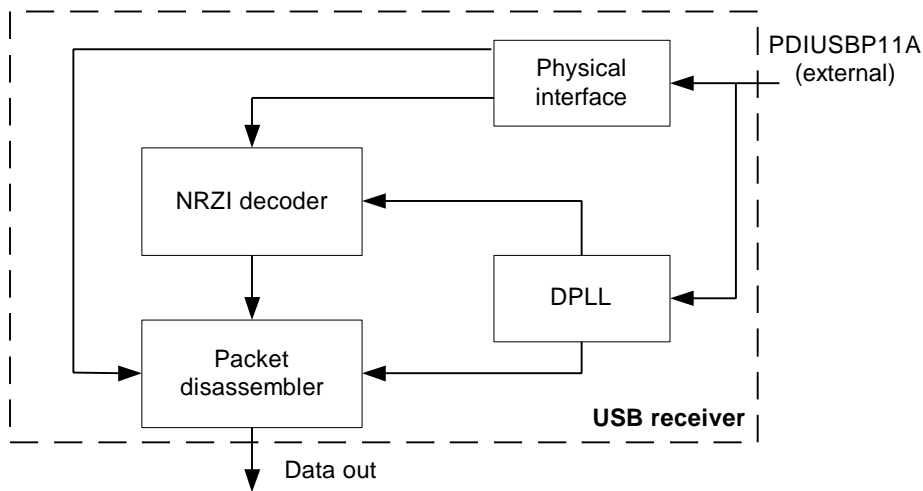 PDIUSBP11A
(external)
Physical
interface
NRZI decoder
DPLL
Packet
disassembler
USB receiver
Data out